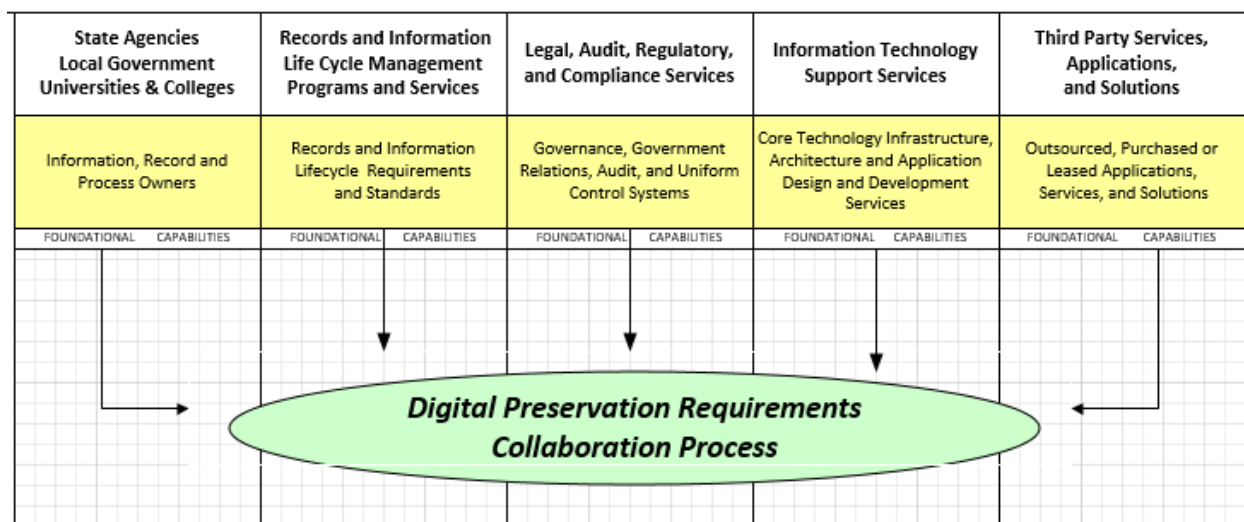 State Agencies
Local Government
Universities & Colleges
Records and Information
Life Cycle Management
Programs and Services
Legal, Audit, Regulatory,
and Compliance Services
Information Technology
Support Services
Third Party Services,
Applications,
and Solutions
Information, Record and
Process Owners
Records and Information
Lifecycle Requirements
and Standards
Governance, Government
Relations, Audit, and Uniform
Control Systems
Core Technology Infrastructure,
Architecture and Application
Design and Development
Services
Outsourced, Purchased or
Leased Applications,
Services, and Solutions
FOUNDATIONAL CAPABILITIES
FOUNDATIONAL CAPABILITIES
FOUNDATIONAL CAPABILITIES
FOUNDATIONAL CAPABILITIES
FOUNDATIONAL CAPABILITIES
Digital Preservation Requirements
Collaboration Process